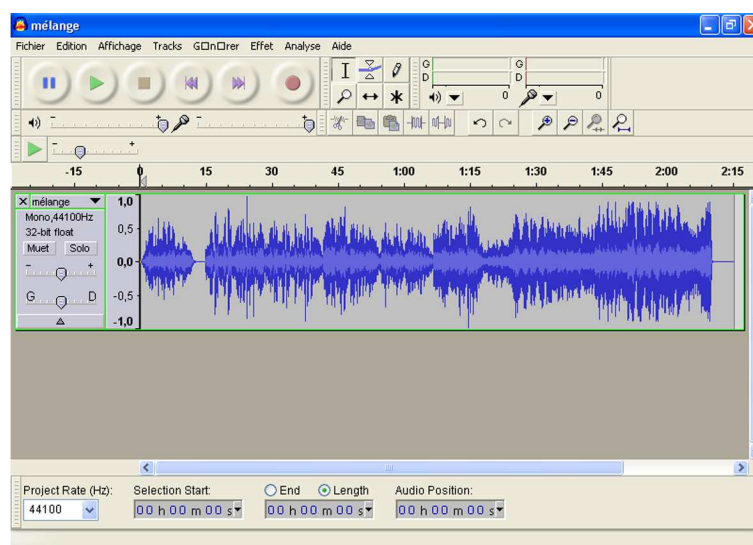 mélange
Fichier Edition Affichage Tracks G□n□rer Effet Analyse Aide
G
D
G
D
0
0
- +
-15 0 15 30 45 1:00 1:15 1:30 1:45 2:00 2:15
mélange
Mono,44100Hz
32-bit float
Muet Solo
- +
G D
1,0
0,5
0,0
-0,5
-1,0
Project Rate (Hz): Selection Start: End Length Audio Position:
44100 00 h 00 m 00 s 00 h 00 m 00 s 00 h 00 m 00 s